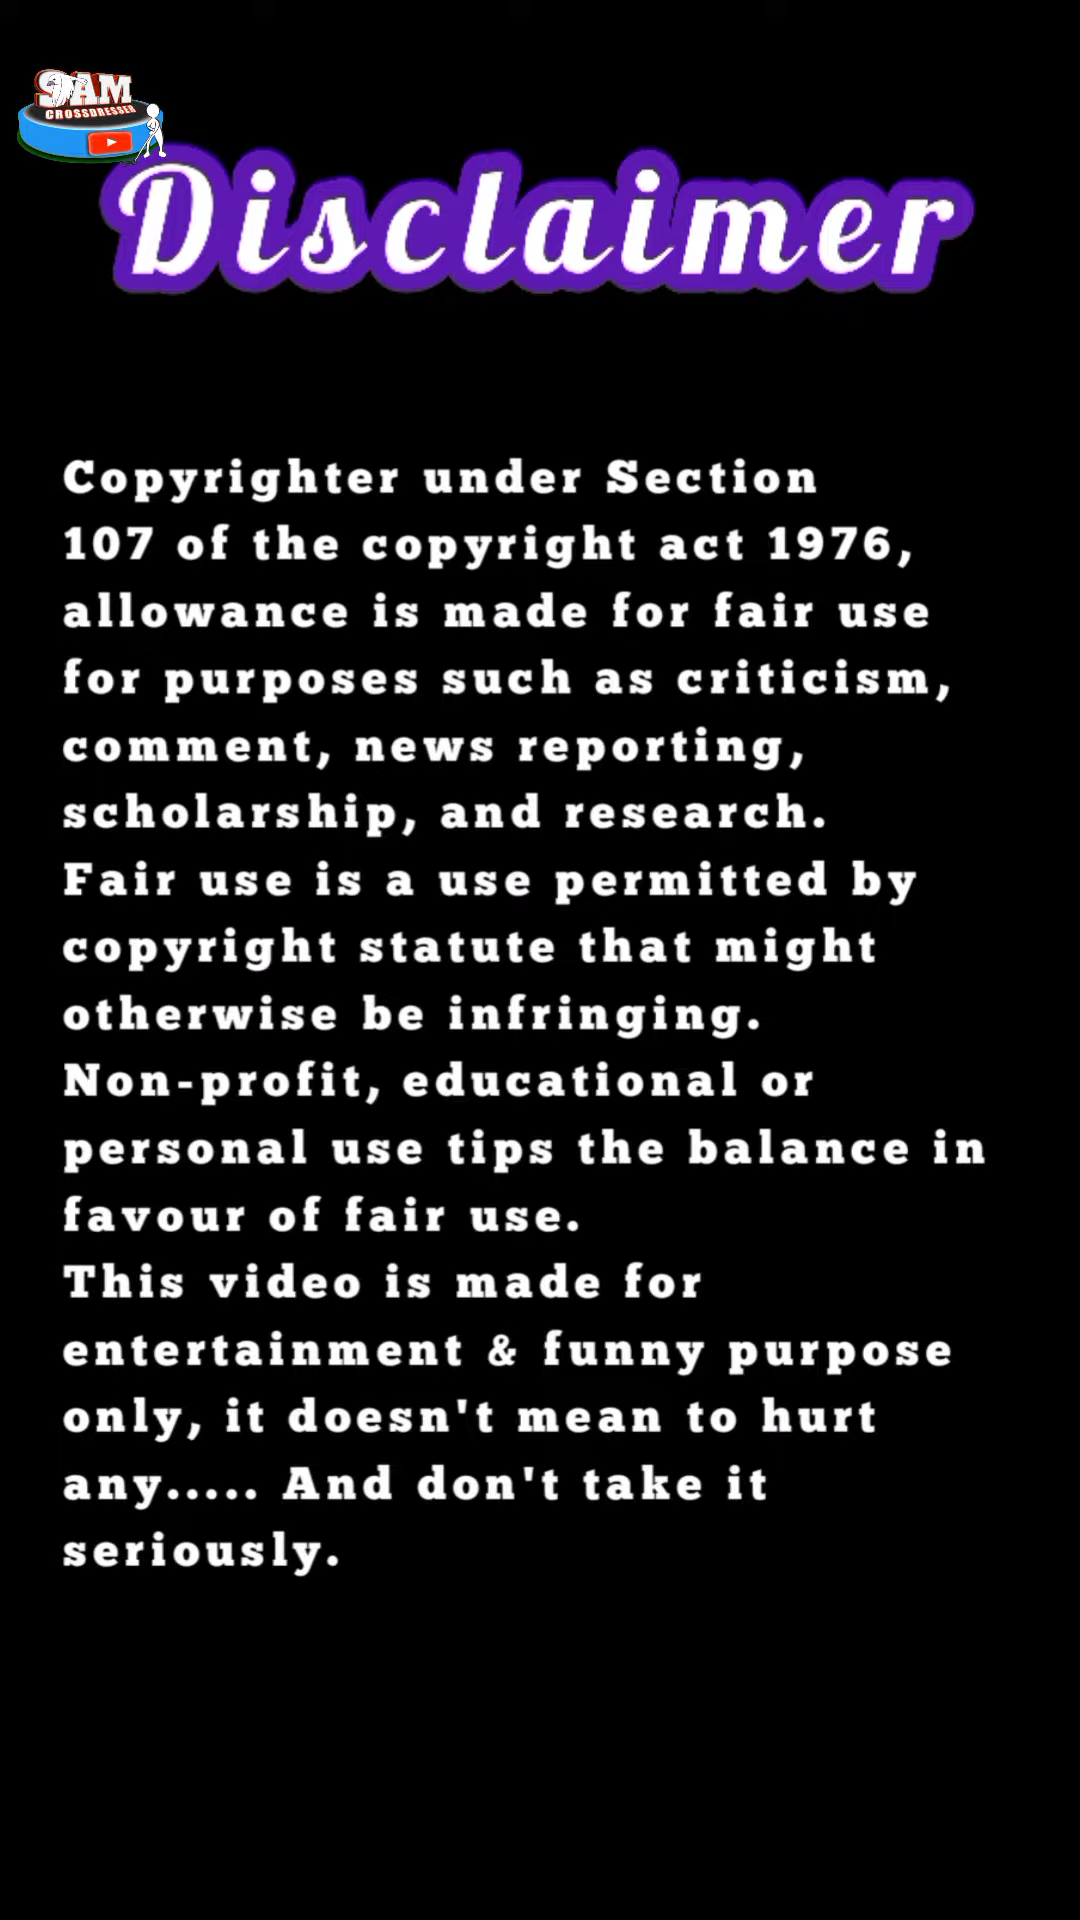 9AM
CROSSDRESSER
Disclaimer
Copyrighter under Section
107 of the copyright act 1976,
allowance is made for fair use
for purposes such as criticism,
comment, news reporting,
scholarship, and research.
Fair use is a use permitted by
copyright statute that might
otherwise be infringing.
Non-profit, educational or
personal use tips the balance in
favour of fair use.
This video is made for
entertainment & funny purpose
only, it doesn't mean to hurt
any..... And don't take it
seriously.